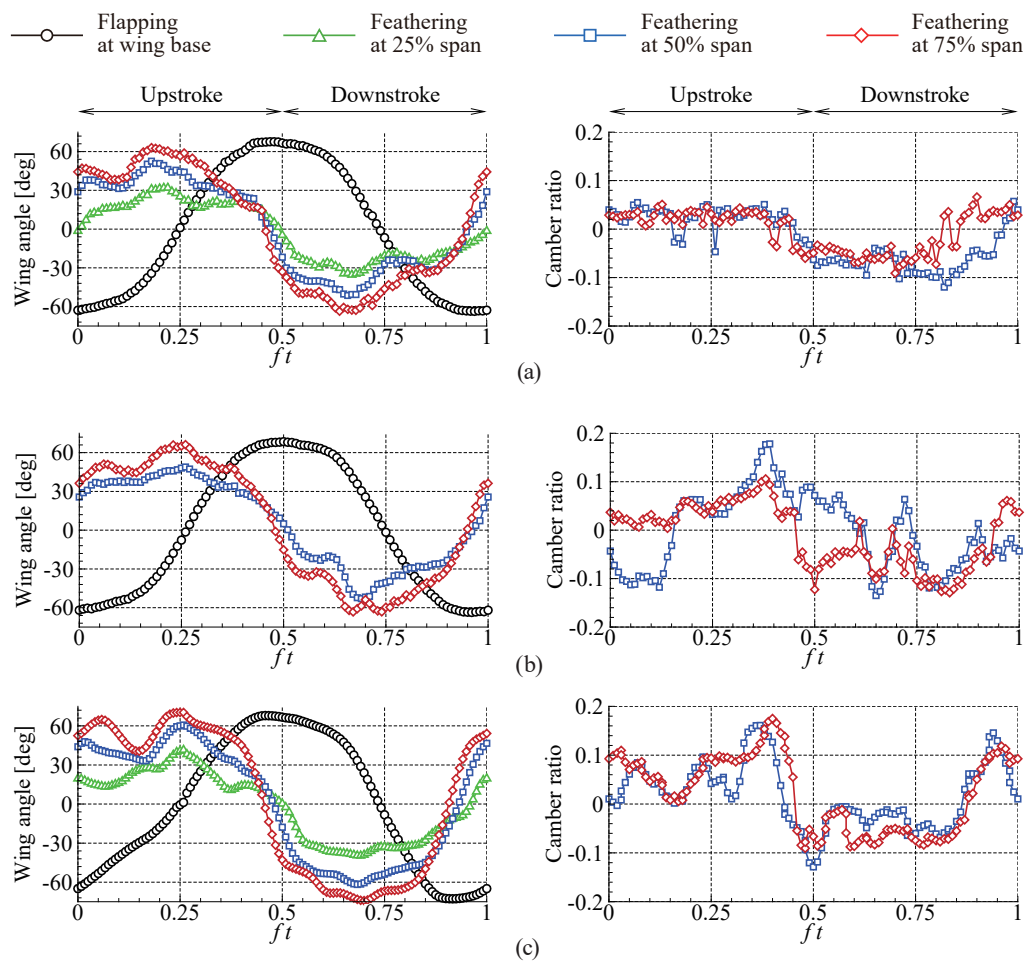 Flapping
at wing base
Feathering
at 25% span
Feathering
at 50% span
Feathering
at 75% span
Upstroke Downstroke
Upstroke Downstroke
Wing angle [deg]
60
30
0
-30
-60
0 0.25 0.5 0.75 1
f t
Camber ratio
0.2
0.1
0
-0.1
-0.2
0 0.25 0.5 0.75 1
f t
(a)
Wing angle [deg]
60
30
0
-30
-60
0 0.25 0.5 0.75 1
f t
Camber ratio
0.2
0.1
0
-0.1
-0.2
0 0.25 0.5 0.75 1
f t
(b)
Wing angle [deg]
60
30
0
-30
-60
0 0.25 0.5 0.75 1
f t
Camber ratio
0.2
0.1
0
-0.1
-0.2
0 0.25 0.5 0.75 1
f t
(c)